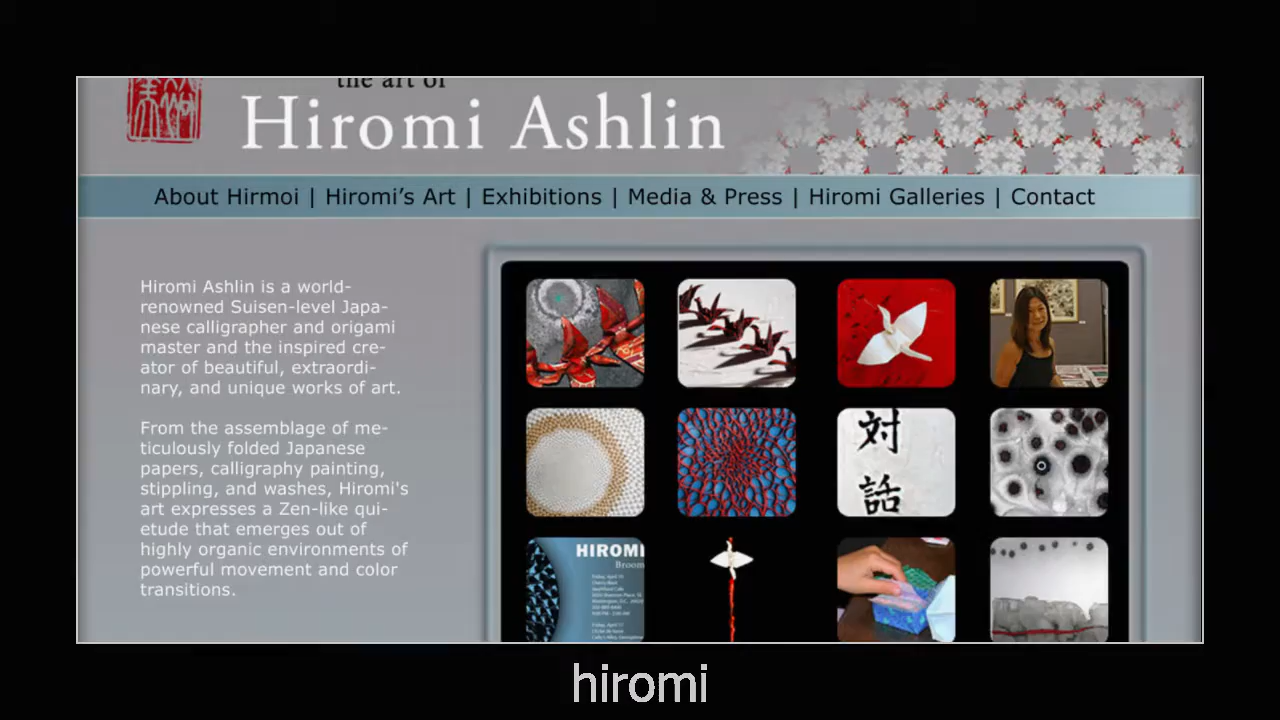 the art of
Hiromi Ashlin
About Hirmoi | Hiromi’s Art | Exhibitions | Media & Press | Hiromi Galleries | Contact
Hiromi Ashlin is a world-
renowned Suisen-level Japa-
nese calligrapher and origami
master and the inspired cre-
ator of beautiful, extraordi-
nary, and unique works of art.
From the assemblage of me-
ticulously folded Japanese
papers, calligraphy painting,
stippling, and washes, Hiromi's
art expresses a Zen-like qui-
etude that emerges out of
highly organic environments of
powerful movement and color
transitions.
対
話
HIROMI
Broom
hiromi